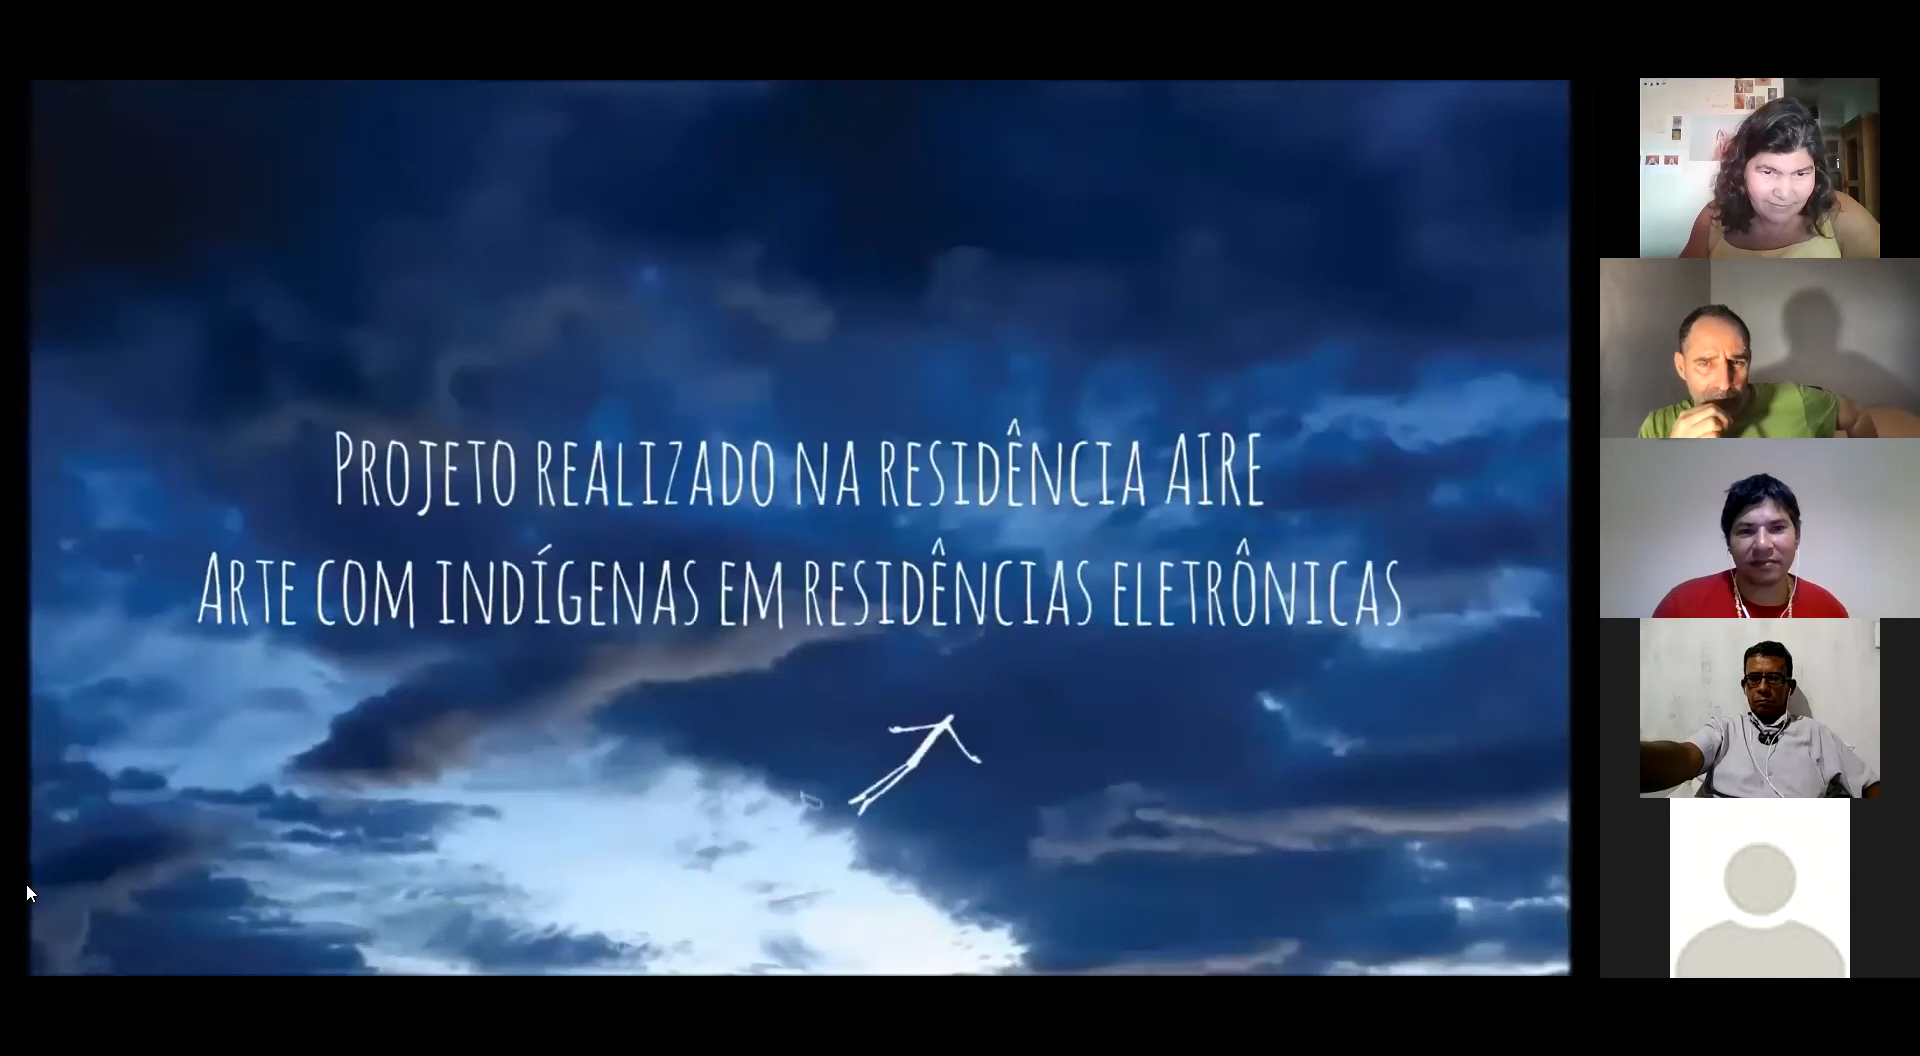 Projeto realizado na residência AIRE
Arte com indígenas em residências eletrônicas